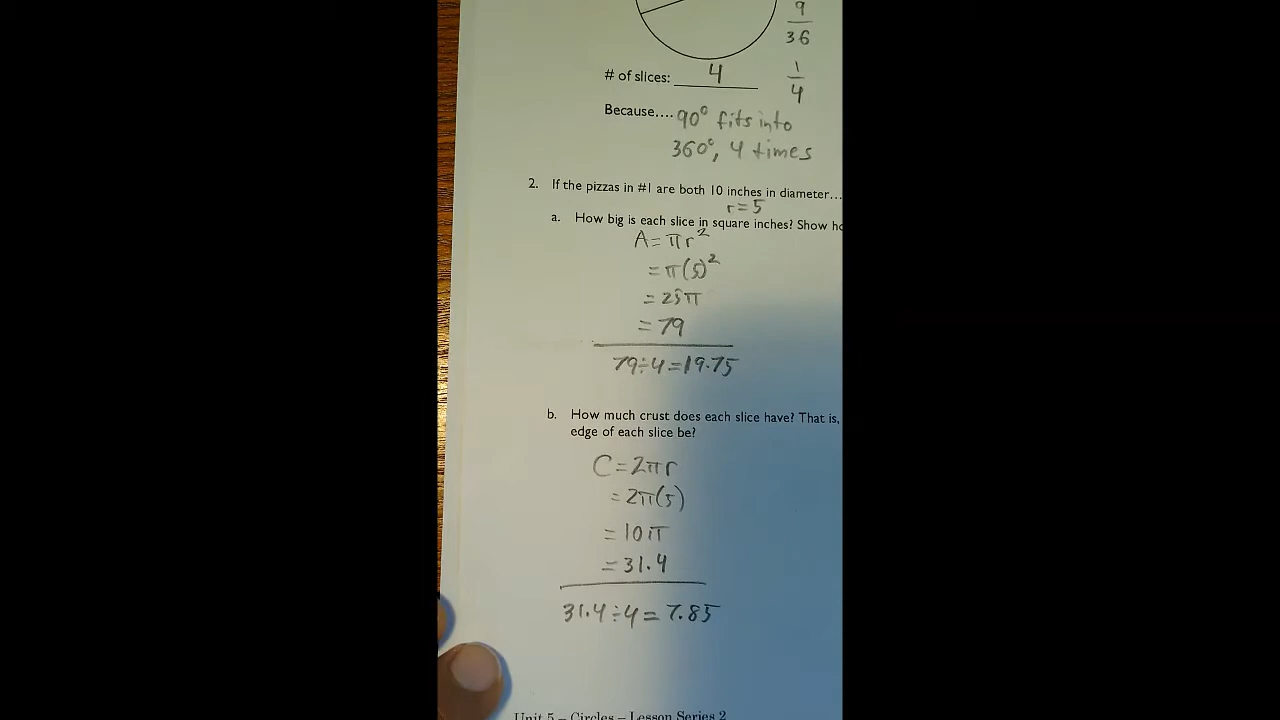 9
36
# of slices: 4
1
4
Because.... 90° fits into
360°, 4 times
2. If the pizzas in #1 are both 10 inches in diameter...
r=5
a. How big is each slice in square inches? Show
A=πr²
=π(5)²
=25π
=79
79÷4=19.75
b. How much crust does each slice have? That is,
edge of each slice be?
C=2πr
=2π(5)
=10π
=31.4
31.4÷4=7.85
Unit 5 – Circles – Lesson Series 2